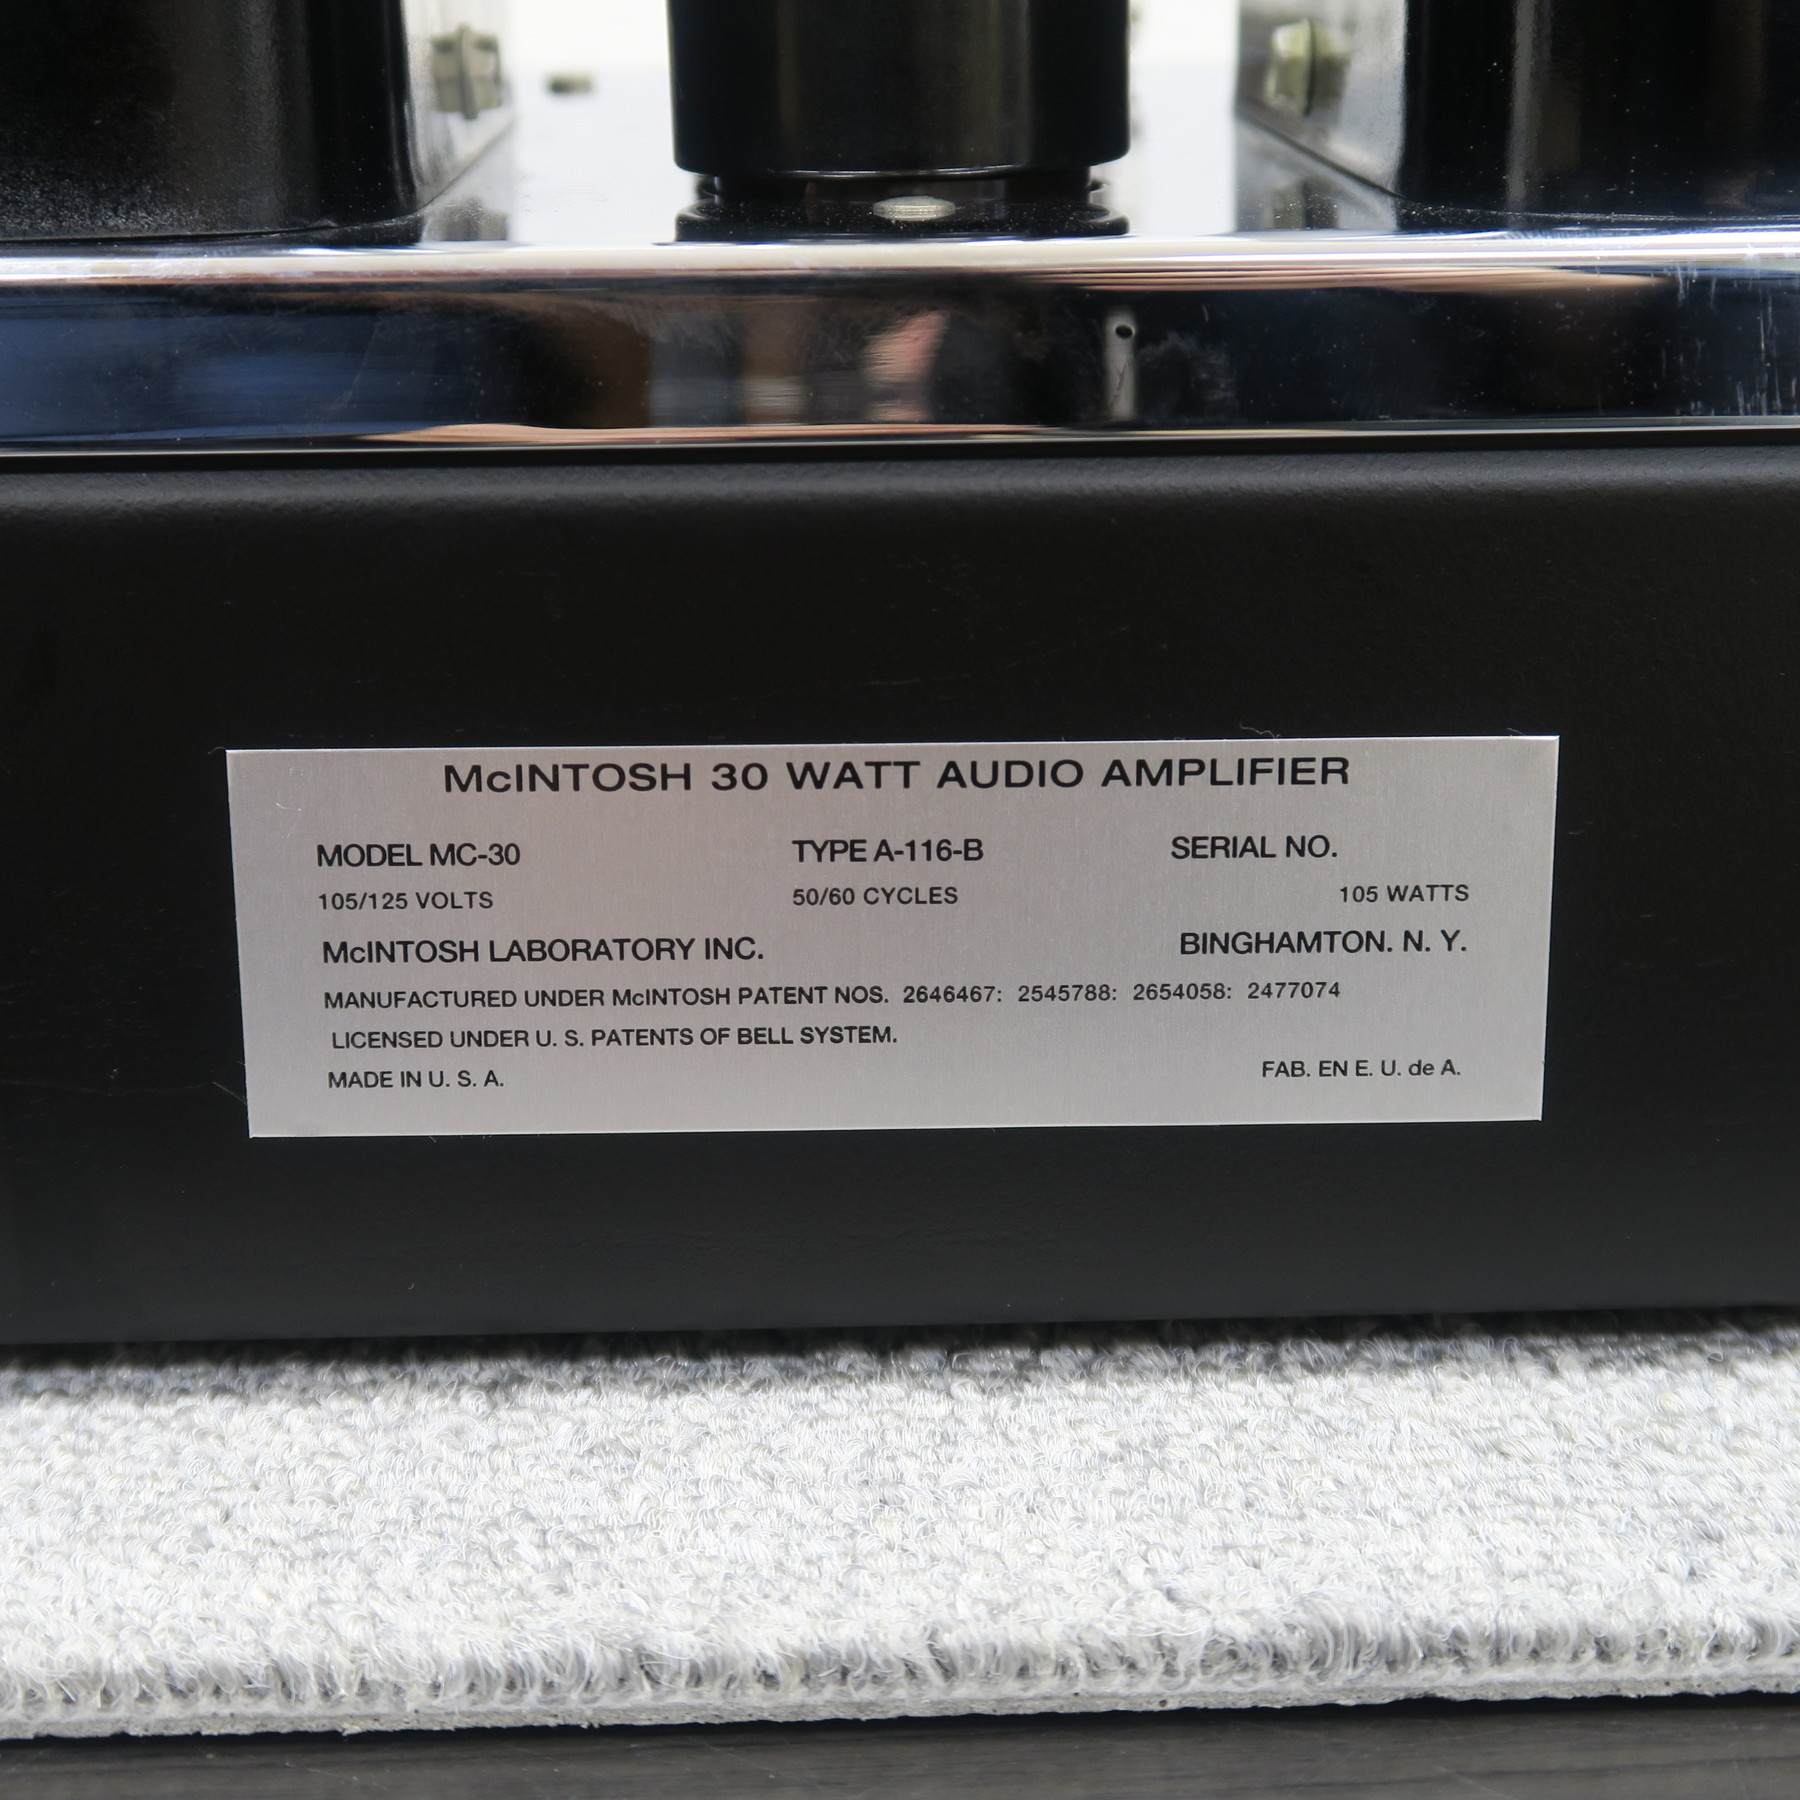 McINTOSH 30 WATT AUDIO AMPLIFIER
MODEL MC-30 TYPE A-116-B SERIAL NO.
105/125 VOLTS 50/60 CYCLES 105 WATTS
McINTOSH LABORATORY INC. BINGHAMTON. N. Y.
MANUFACTURED UNDER McINTOSH PATENT NOS. 2646467: 2545788: 2654058: 2477074
LICENSED UNDER U. S. PATENTS OF BELL SYSTEM.
MADE IN U. S. A. FAB. EN E. U. de A.